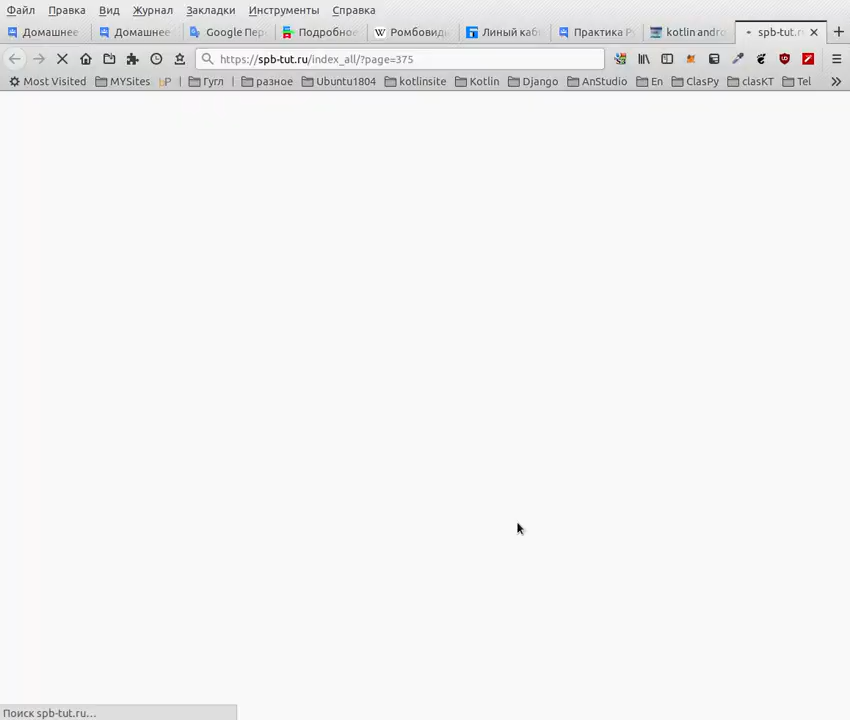 Файл Правка Вид Журнал Закладки Инструменты Справка
Домашнее Домашнее Google Пер Подробное W Ромбовид Линый каб Практика P kotlin andro spb-tut.r
https://spb-tut.ru/index_all/?page=375
Most Visited MYSites Гугл разное Ubuntu1804 kotlinsite Kotlin Django AnStudio En ClasPy clasKT Tel
Поиск spb-tut.ru…